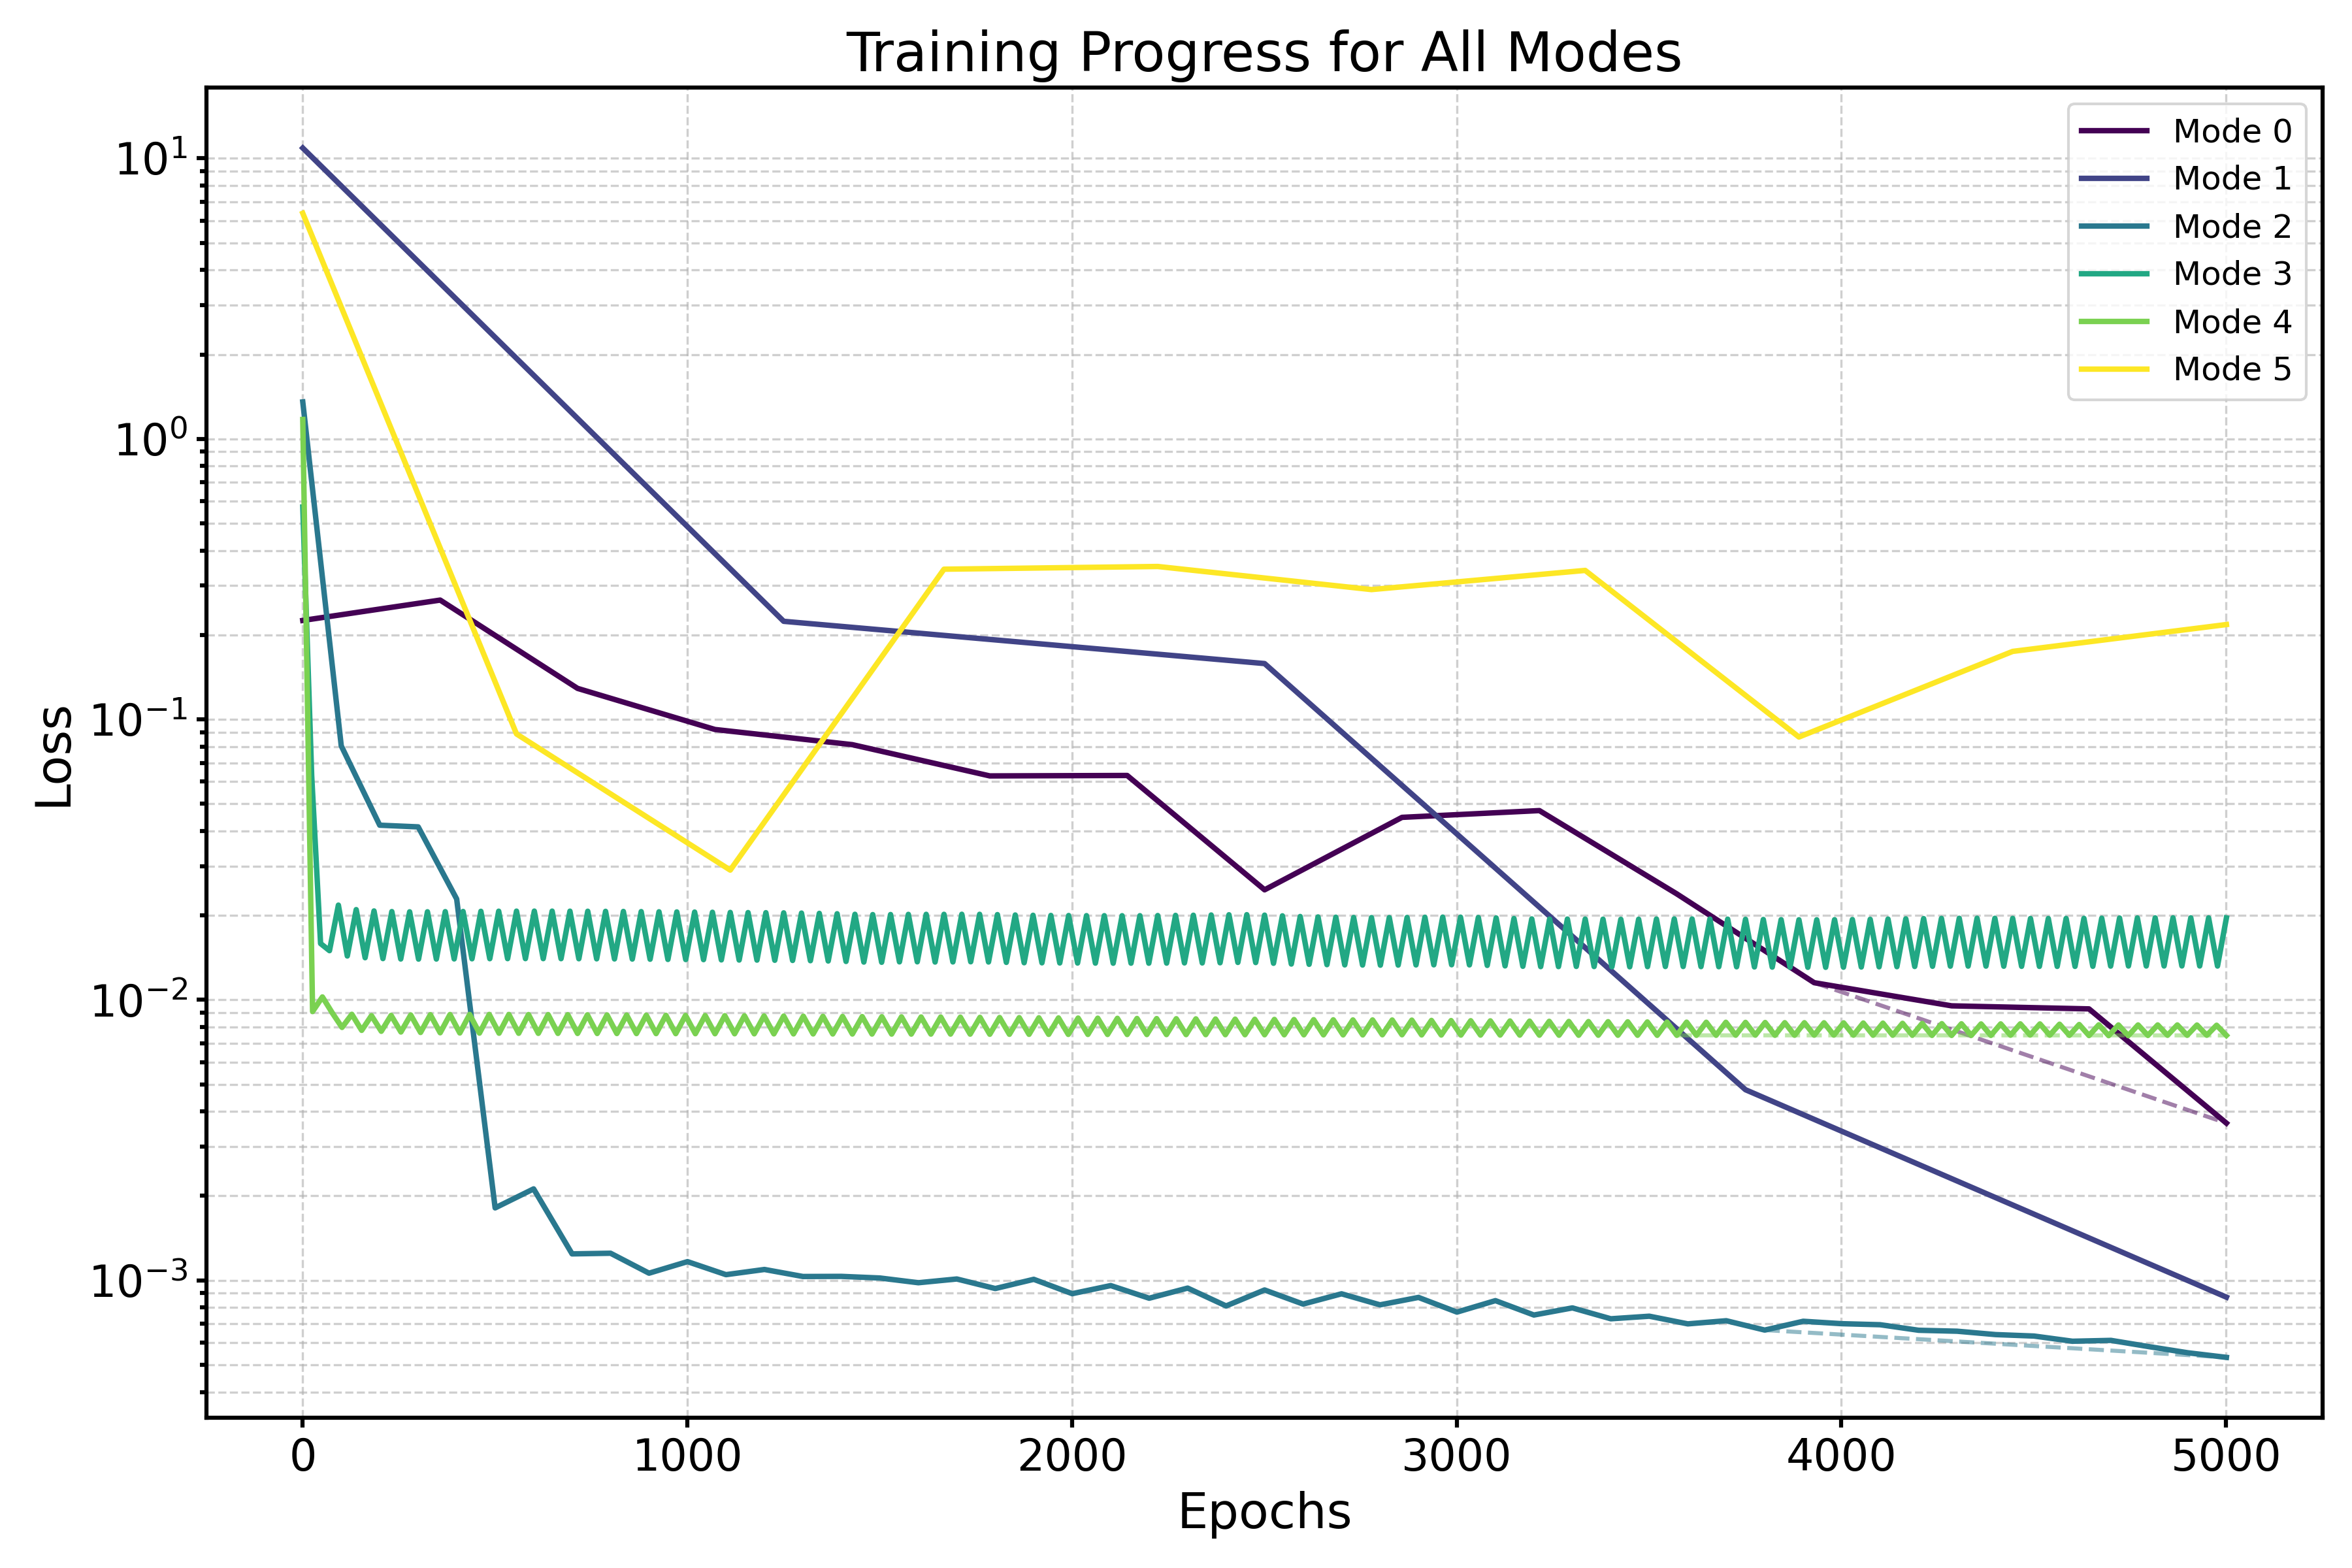 Training Progress for All Modes
Mode 0
Mode 1
Mode 2
Mode 3
Mode 4
Mode 5
10¹
10⁰
10⁻¹
10⁻²
10⁻³
Loss
0 1000 2000 3000 4000 5000
Epochs